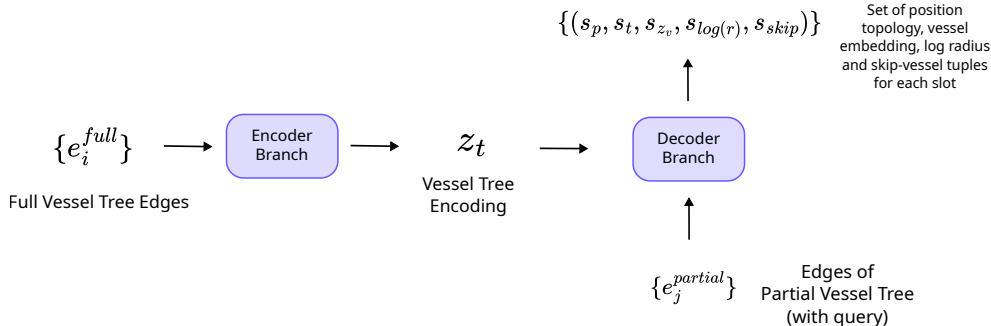 {(s_p, s_t, s_{z_v}, s_{log(r)}, s_{skip})}
Set of position
topology, vessel
embedding, log radius
and skip-vessel tuples
for each slot
{e_i^{full}}
Full Vessel Tree Edges
Encoder
Branch
z_t
Vessel Tree
Encoding
Decoder
Branch
{e_j^{partial}}
Edges of
Partial Vessel Tree
(with query)